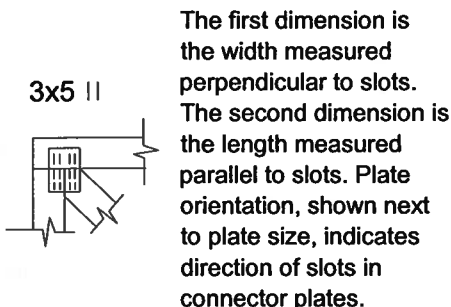 3x5 ||
The first dimension is
the width measured
perpendicular to slots.
The second dimension is
the length measured
parallel to slots. Plate
orientation, shown next
to plate size, indicates
direction of slots in
connector plates.